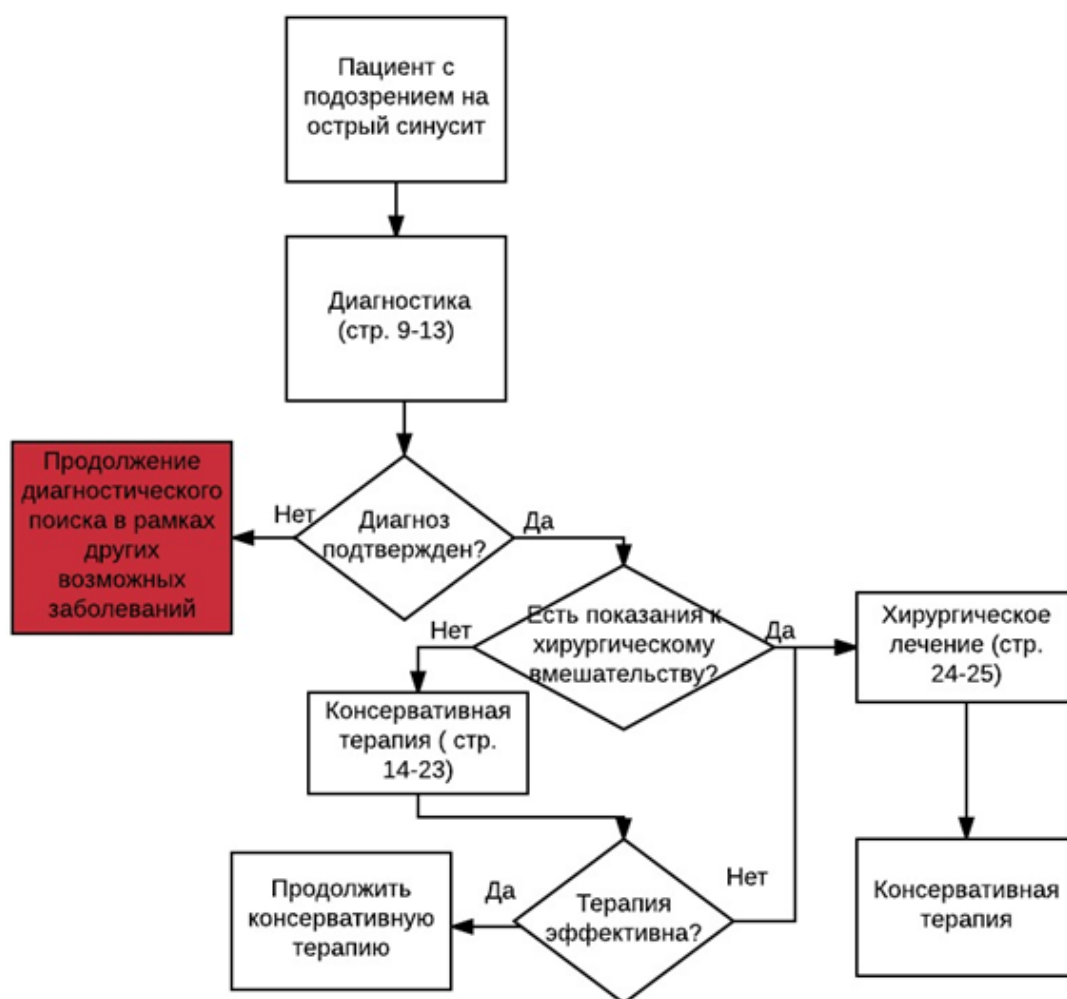 Пациент с
подозрением на
острый синусит
Диагностика
(стр. 9-13)
Продолжение
диагностического
поиска в рамках
других
возможных
заболеваний
Нет
Диагноз
подтвержден?
Да
Нет
Есть показания к
хирургическому
вмешательству?
Да
Хирургическое
лечение (стр.
24-25)
Консервативная
терапия ( стр.
14-23)
Продолжить
консервативную
терапию
Да
Терапия
эффективна?
Нет
Консервативная
терапия